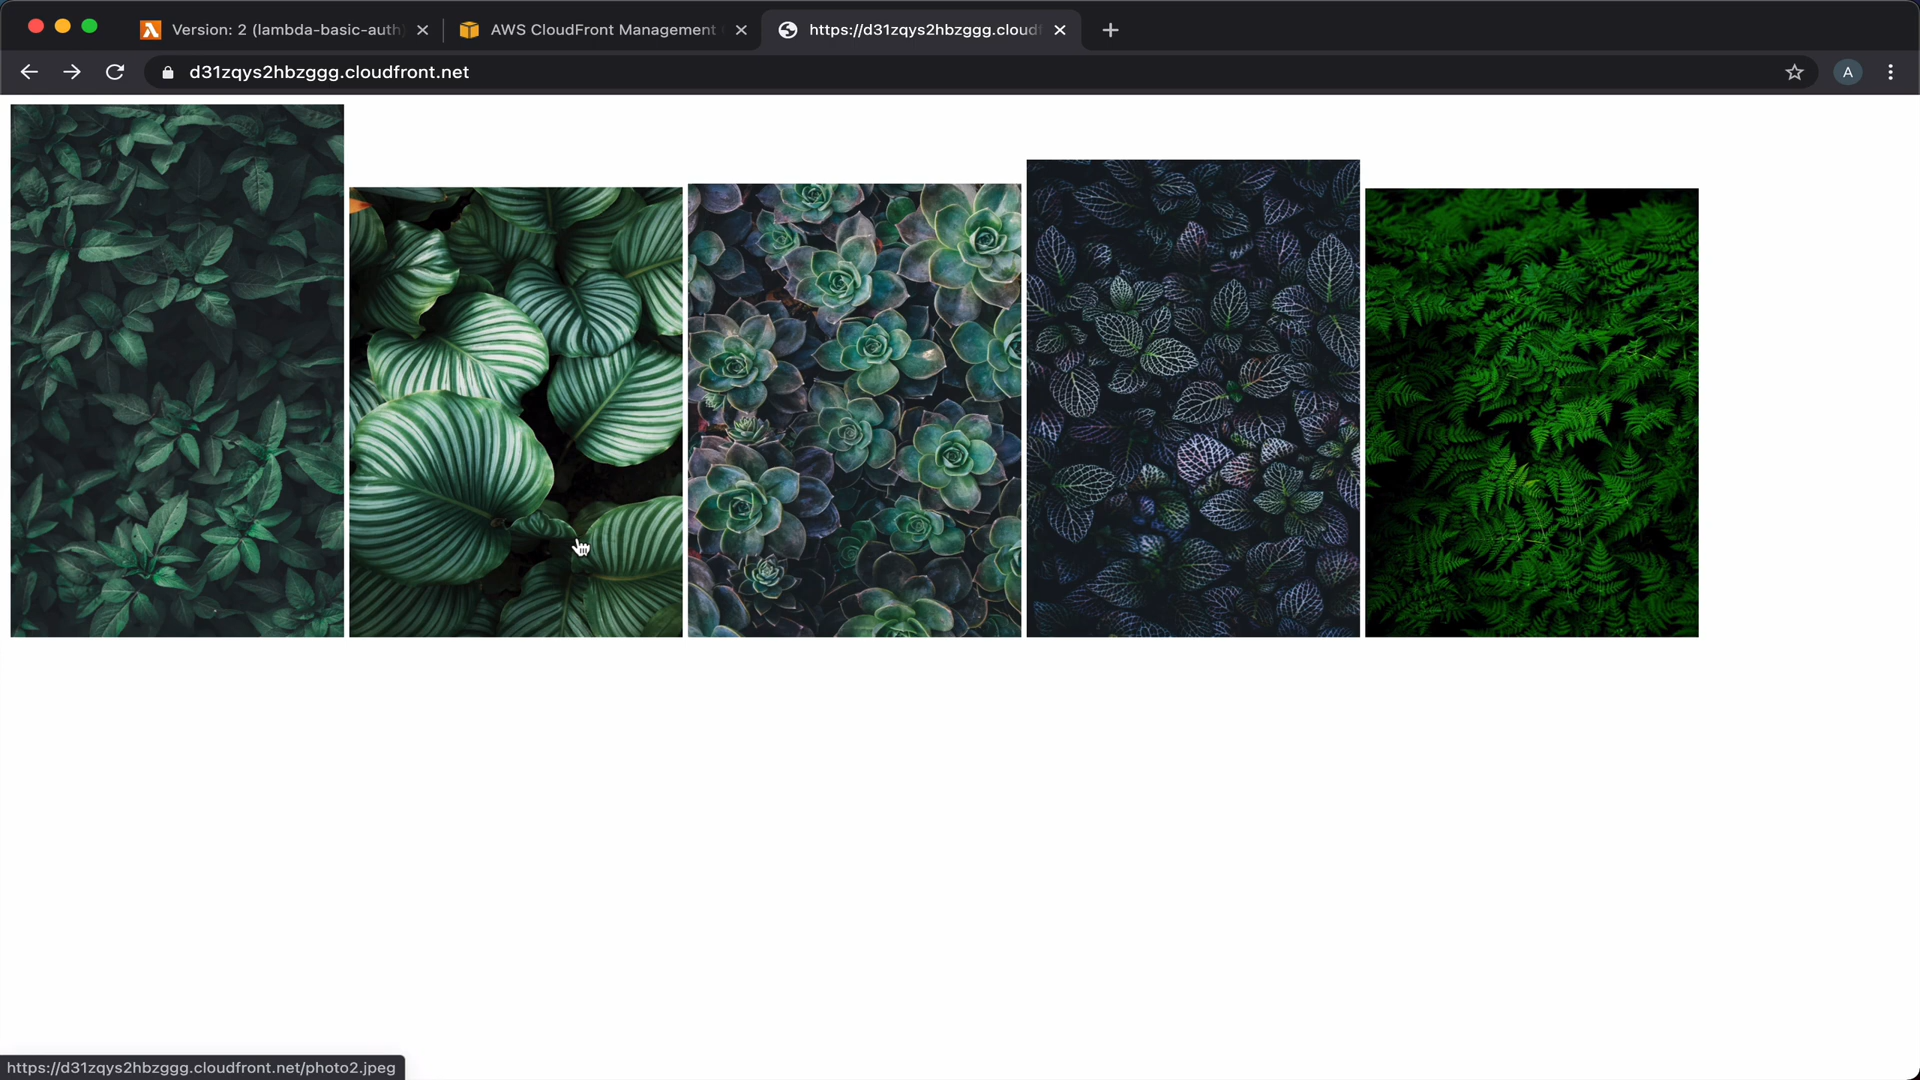 Version: 2 (lambda-basic-auth)
AWS CloudFront Management
https://d31zqys2hbzggg.cloudf
d31zqys2hbzggg.cloudfront.net
A
https://d31zqys2hbzggg.cloudfront.net/photo2.jpeg